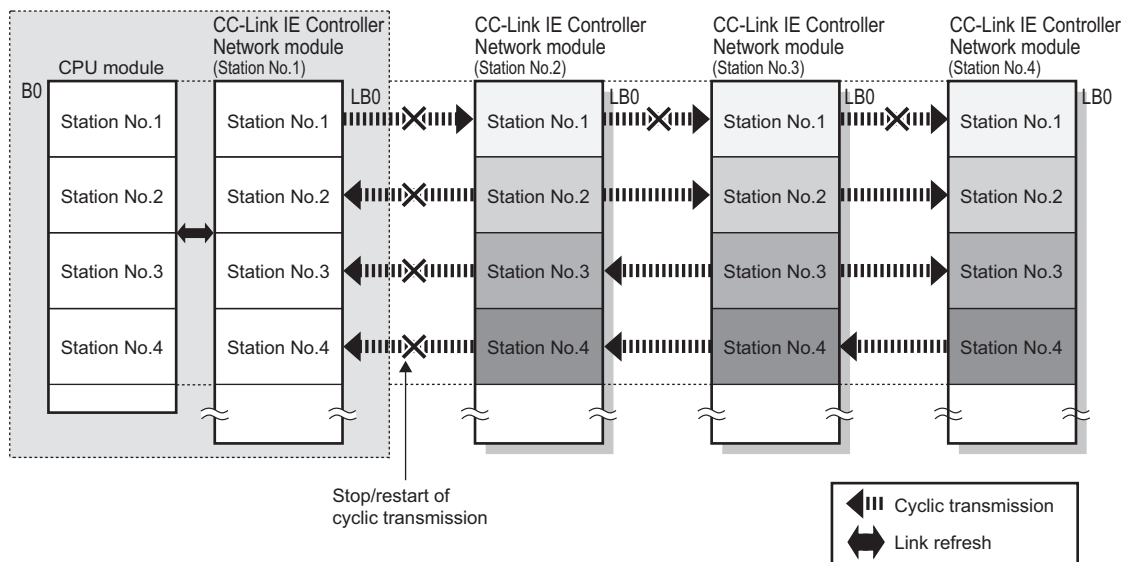 CC-Link IE Controller
Network module
(Station No.1)
CC-Link IE Controller
Network module
(Station No.2)
CC-Link IE Controller
Network module
(Station No.3)
CC-Link IE Controller
Network module
(Station No.4)
CPU module
B0
LB0
LB0
LB0
LB0
Station No.1
Station No.1
Station No.1
Station No.1
Station No.1
Station No.2
Station No.2
Station No.2
Station No.2
Station No.2
Station No.3
Station No.3
Station No.3
Station No.3
Station No.3
Station No.4
Station No.4
Station No.4
Station No.4
Station No.4
Stop/restart of
cyclic transmission
Cyclic transmission
Link refresh